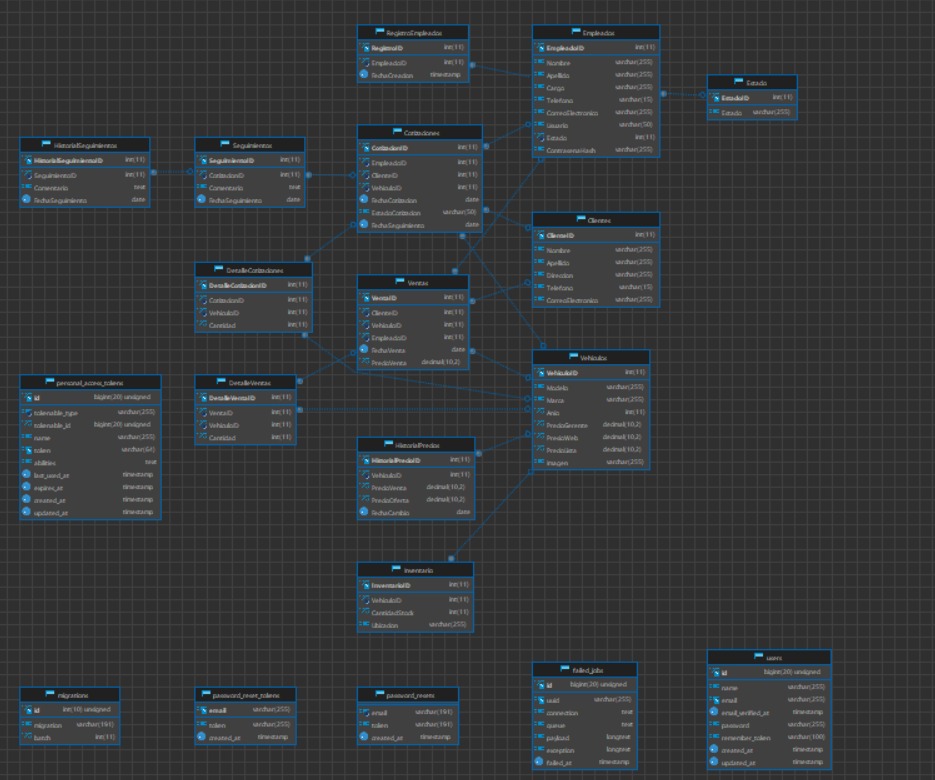 RegistroEmpleados
RegistroID int(11)
EmpleadoID int(11)
FechaCreacion timestamp
Empleados
EmpleadoID int(11)
Nombre varchar(255)
Apellido varchar(255)
Cargo varchar(255)
Telefono varchar(15)
CorreoElectronico varchar(255)
Usuario varchar(50)
Estado int(11)
ContrasenaHash varchar(255)
Estado
EstadoID int(11)
Estado varchar(255)
HistorialSeguimientos
HistorialSeguimientoID int(11)
SeguimientoID int(11)
Comentario text
FechaSeguimiento date
Seguimientos
SeguimientoID int(11)
CotizacionID int(11)
Comentario text
FechaSeguimiento date
Cotizaciones
CotizacionID int(11)
EmpleadoID int(11)
ClienteID int(11)
VehiculoID int(11)
FechaCotizacion date
EstadoCotizacion varchar(50)
FechaSeguimiento date
Clientes
ClienteID int(11)
Nombre varchar(255)
Apellido varchar(255)
Direccion varchar(255)
Telefono varchar(15)
CorreoElectronico varchar(255)
DetalleCotizaciones
DetalleCotizacionID int(11)
CotizacionID int(11)
VehiculoID int(11)
Cantidad int(11)
Ventas
VentaID int(11)
ClienteID int(11)
VehiculoID int(11)
EmpleadoID int(11)
FechaVenta date
PrecioVenta decimal(10,2)
Vehiculos
VehiculoID int(11)
Modelo varchar(255)
Marca varchar(255)
Anio int(11)
PrecioGerente decimal(10,2)
PrecioWeb decimal(10,2)
PrecioLista decimal(10,2)
imagen varchar(255)
personal_access_tokens
id bigint(20) unsigned
tokenable_type varchar(255)
tokenable_id bigint(20) unsigned
name varchar(255)
token varchar(64)
abilities text
last_used_at timestamp
expires_at timestamp
created_at timestamp
updated_at timestamp
DetalleVentas
DetalleVentaID int(11)
VentaID int(11)
VehiculoID int(11)
Cantidad int(11)
HistorialPrecios
HistorialPrecioID int(11)
VehiculoID int(11)
PrecioVenta decimal(10,2)
PrecioOferta decimal(10,2)
FechaCambio date
Inventario
InventarioID int(11)
VehiculoID int(11)
CantidadStock int(11)
Ubicacion varchar(255)
migrations
id int(10) unsigned
migration varchar(191)
batch int(11)
password_reset_tokens
email varchar(255)
token varchar(255)
created_at timestamp
password_resets
email varchar(191)
token varchar(191)
created_at timestamp
failed_jobs
id bigint(20) unsigned
uuid varchar(255)
connection text
queue text
payload longtext
exception longtext
failed_at timestamp
users
id bigint(20) unsigned
name varchar(255)
email varchar(255)
email_verified_at timestamp
password varchar(255)
remember_token varchar(100)
created_at timestamp
updated_at timestamp